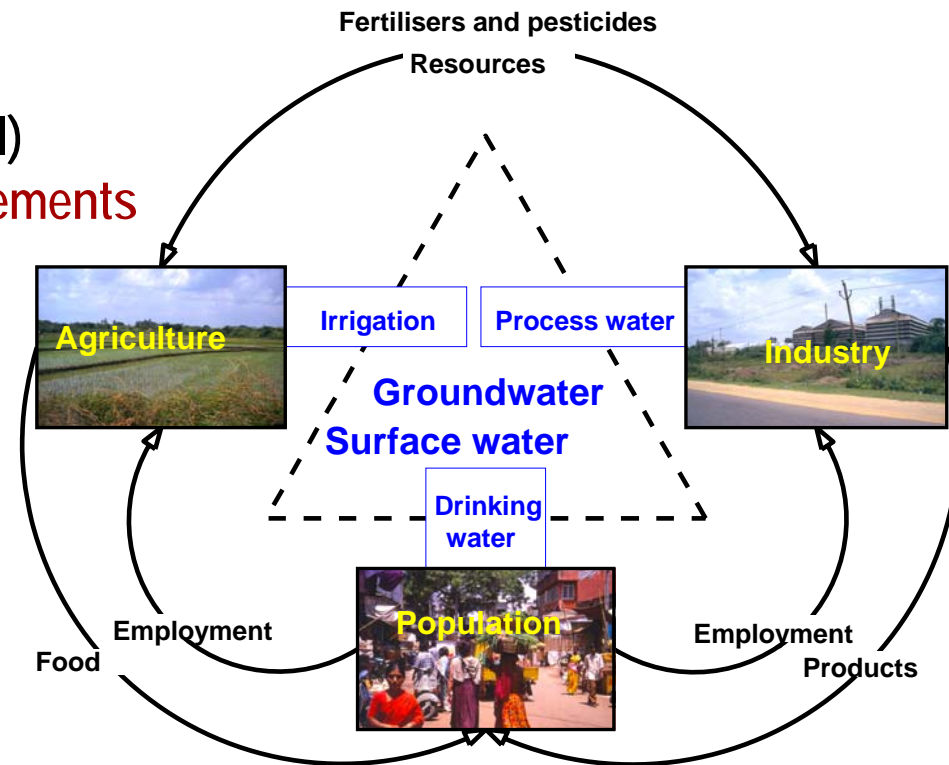 Fertilisers and pesticides
Resources
l)
ements
Agriculture
Irrigation
Process water
Industry
Groundwater
Surface water
Drinking
water
Population
Employment
Employment
Food
Products